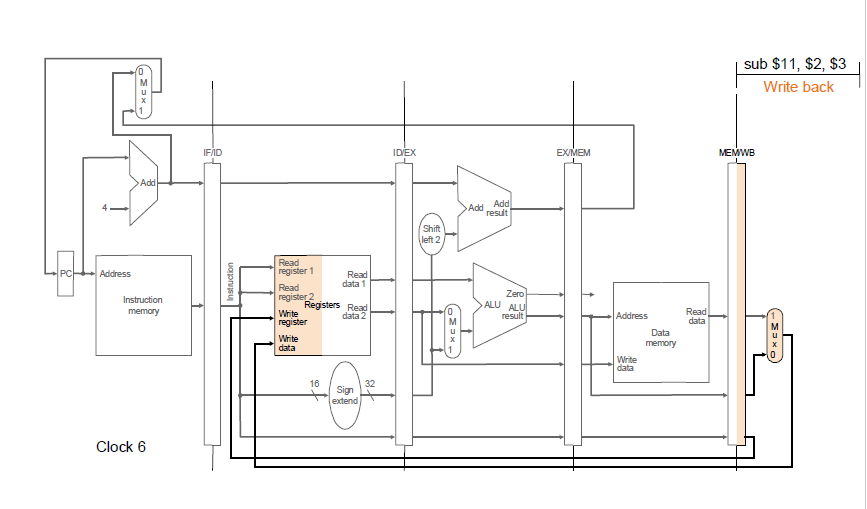 sub $11, $2, $3
Write back
0
M
u
x
1
IF/ID
ID/EX
EX/MEM
MEM/WB
Add
4
Add
Add
result
Shift
left 2
PC
Address
Instruction
memory
Instruction
Read
register 1
Read
register 2
Registers
Write
register
Write
data
Read
data 1
Read
data 2
0
M
u
x
1
Zero
ALU
ALU
result
Address
Read
data
Data
memory
Write
data
1
M
u
x
0
16
Sign
extend
32
Clock 6